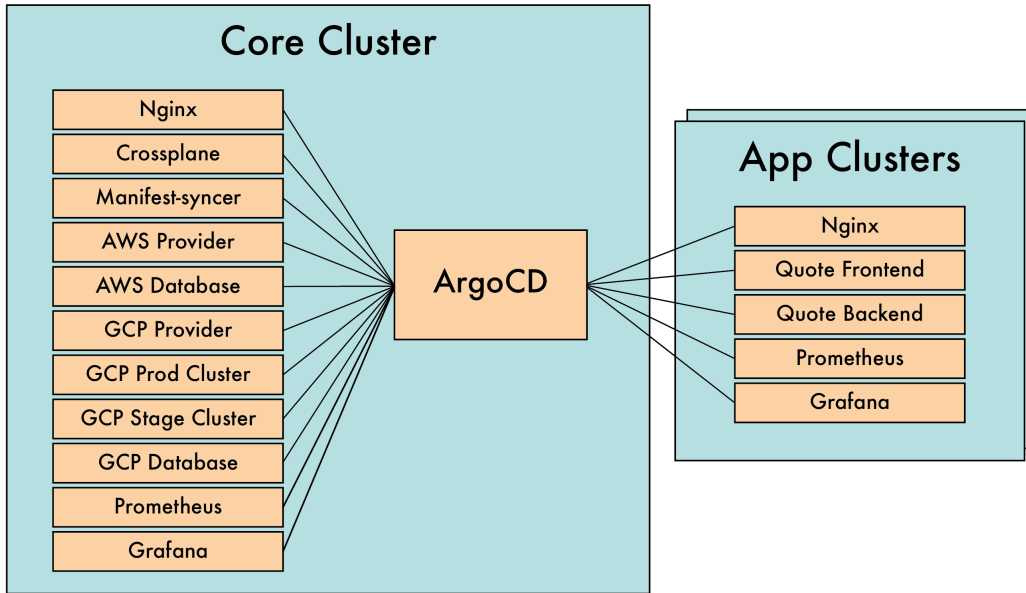 Core Cluster
Nginx
Crossplane
Manifest-syncer
AWS Provider
AWS Database
GCP Provider
GCP Prod Cluster
GCP Stage Cluster
GCP Database
Prometheus
Grafana
ArgoCD
App Clusters
Nginx
Quote Frontend
Quote Backend
Prometheus
Grafana